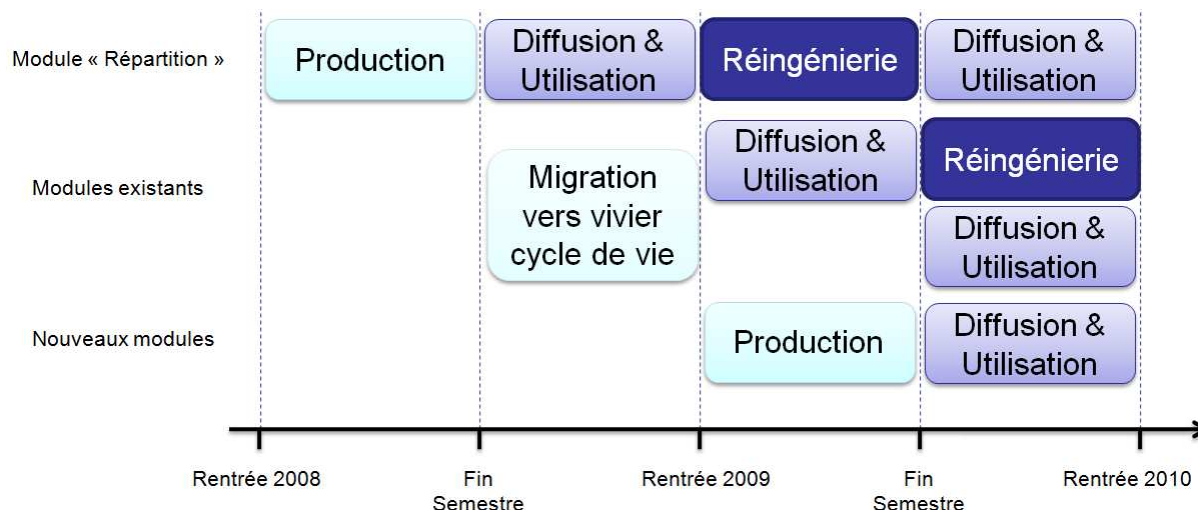 Module « Répartition »
Production
Diffusion &
Utilisation
Réingénierie
Diffusion &
Utilisation
Modules existants
Migration
vers vivier
cycle de vie
Diffusion &
Utilisation
Réingénierie
Diffusion &
Utilisation
Nouveaux modules
Production
Diffusion &
Utilisation
Rentrée 2008
Fin
Semestre
Rentrée 2009
Fin
Semestre
Rentrée 2010